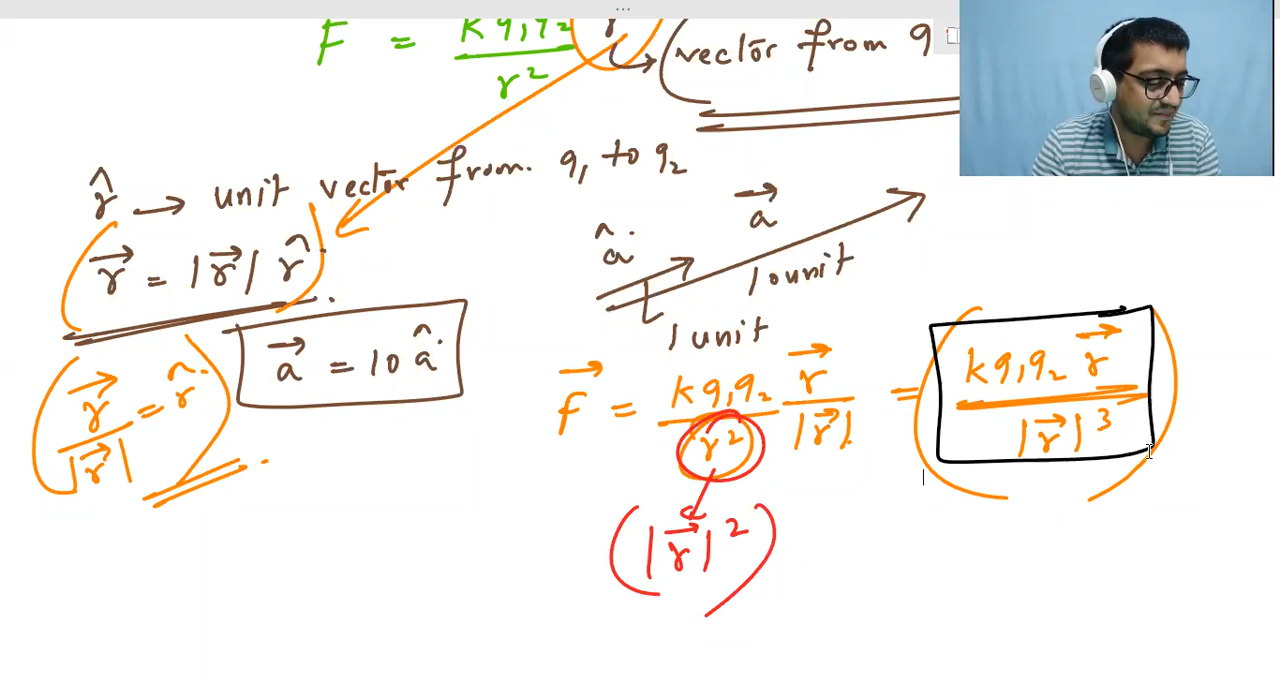 F = kq₁q₂ / r²
vector from q
r̂ → unit vector from. q₁ to q₂
r⃗ = |r⃗| r̂
â
a⃗
10 unit
1 unit
a⃗ = 10 â
r⃗ / |r⃗| = r̂
F⃗ = kq₁q₂ / r² r⃗ / |r⃗| = kq₁q₂ r⃗ / |r⃗|³
(|r⃗|²)